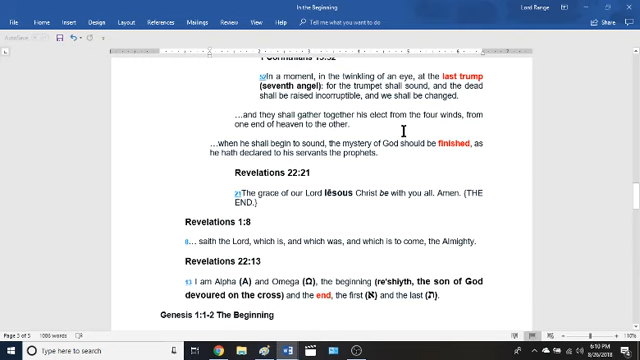 In the Beginning
Lord Range
File Home Insert Design Layout References Mailings Review View Help Tell me what you want to do Share
1 Corinthians 15:52
52In a moment, in the twinkling of an eye, at the last trump
(seventh angel): for the trumpet shall sound, and the dead
shall be raised incorruptible, and we shall be changed.
…and they shall gather together his elect from the four winds, from
one end of heaven to the other.
…when he shall begin to sound, the mystery of God should be finished, as
he hath declared to his servants the prophets.
Revelations 22:21
21The grace of our Lord Iēsous Christ be with you all. Amen. {THE
END.}
Revelations 1:8
8… saith the Lord, which is, and which was, and which is to come, the Almighty.
Revelations 22:13
13 I am Alpha (A) and Omega (Ω), the beginning (re'shiyth, the son of God
devoured on the cross) and the end, the first (א) and the last (ת).
Genesis 1:1-2 The Beginning
Page 5 of 5 1006 words
110%
Type here to search
6:10 PM
8/26/2018